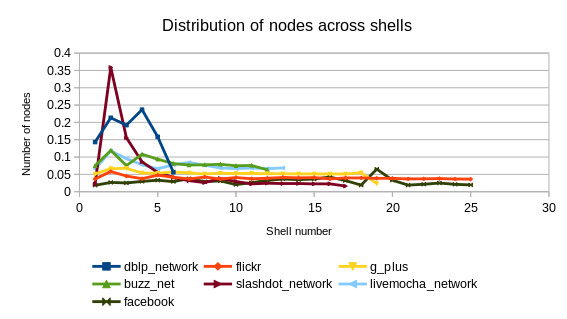 Distribution of nodes across shells
Number of nodes
0.4
0.35
0.3
0.25
0.2
0.15
0.1
0.05
0
0 5 10 15 20 25 30
Shell number
dblp_network flickr g_plus
buzz_net slashdot_network livemocha_network
facebook